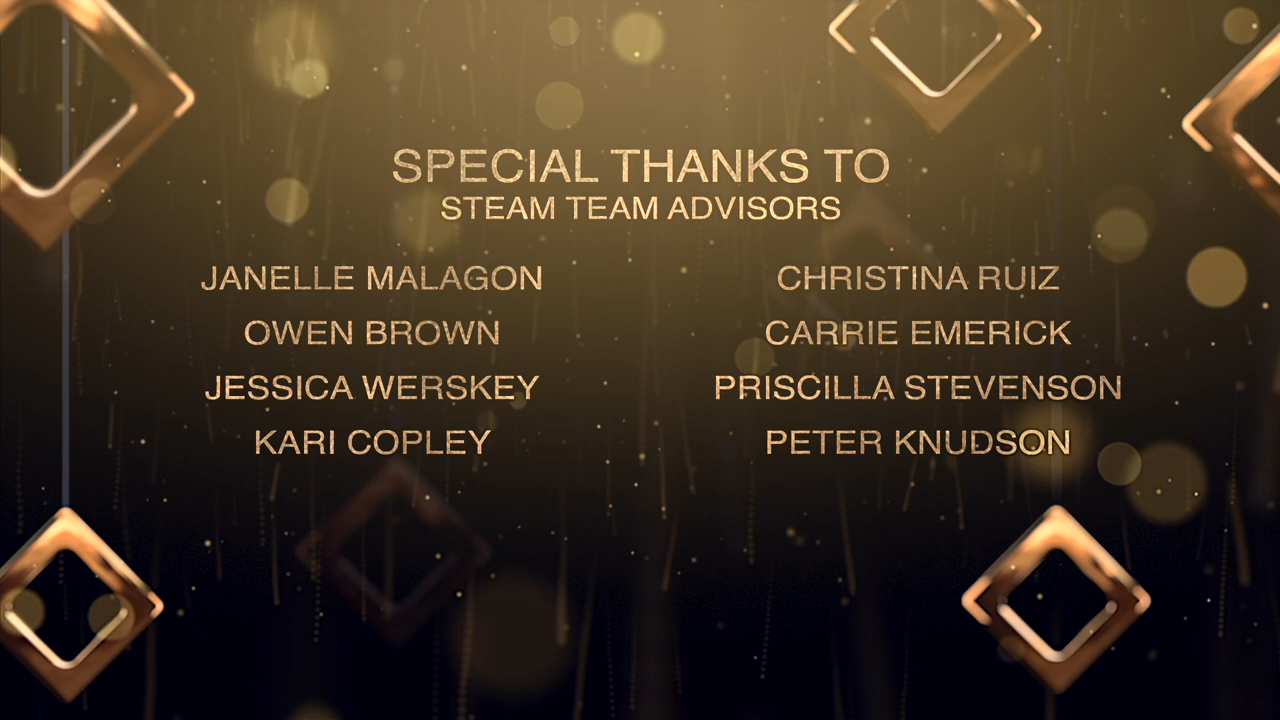 SPECIAL THANKS TO
STEAM TEAM ADVISORS
JANELLE MALAGON
CHRISTINA RUIZ
OWEN BROWN
CARRIE EMERICK
JESSICA WERSKEY
PRISCILLA STEVENSON
KARI COPLEY
PETER KNUDSON